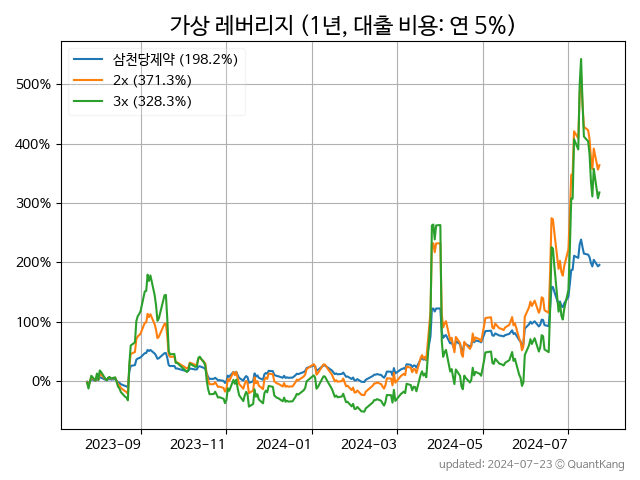 가상 레버리지 (1년, 대출 비용: 연 5%)
삼천당제약 (198.2%)
2x (371.3%)
3x (328.3%)
500%
400%
300%
200%
100%
0%
2023-09 2023-11 2024-01 2024-03 2024-05 2024-07
updated: 2024-07-23 © QuantKang